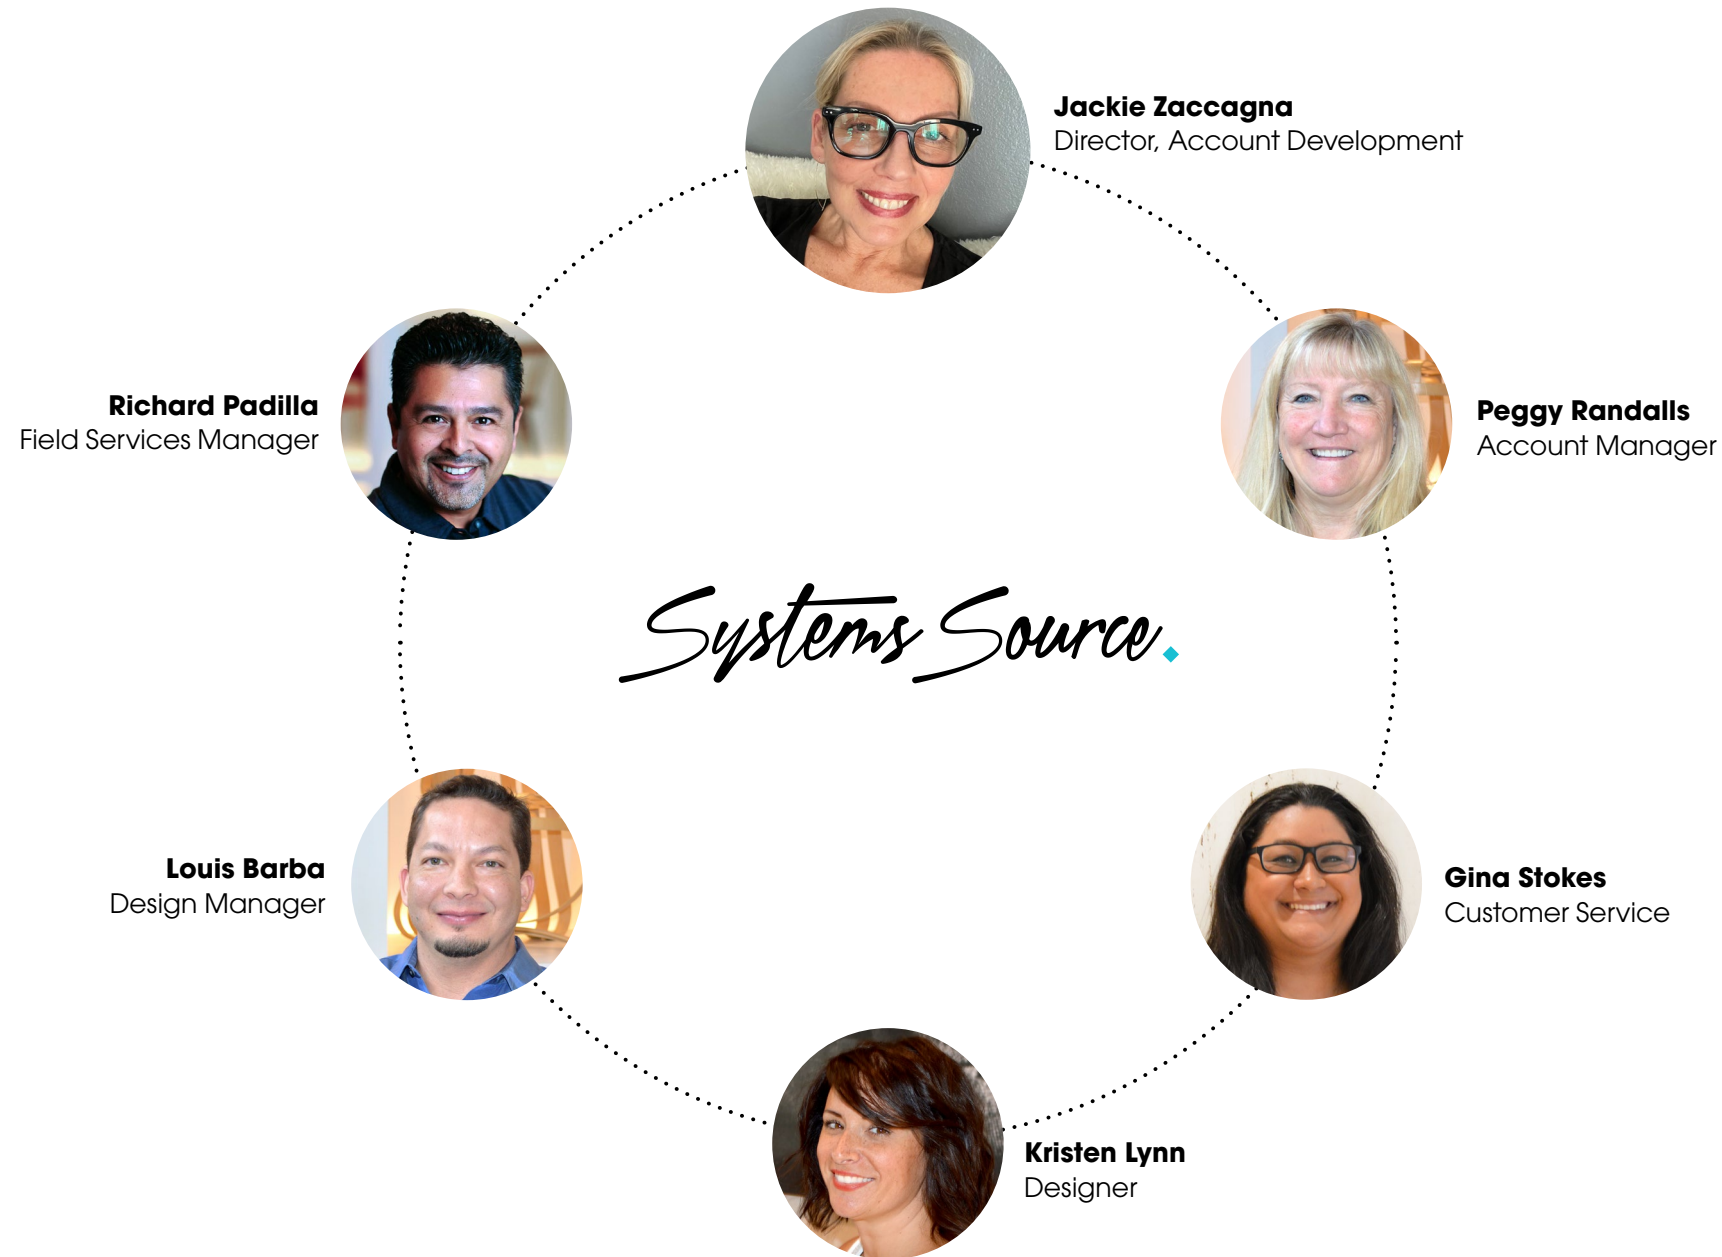 Jackie Zaccagna
Director, Account Development
Richard Padilla
Field Services Manager
Peggy Randalls
Account Manager
Systems Source.
Louis Barba
Design Manager
Gina Stokes
Customer Service
Kristen Lynn
Designer